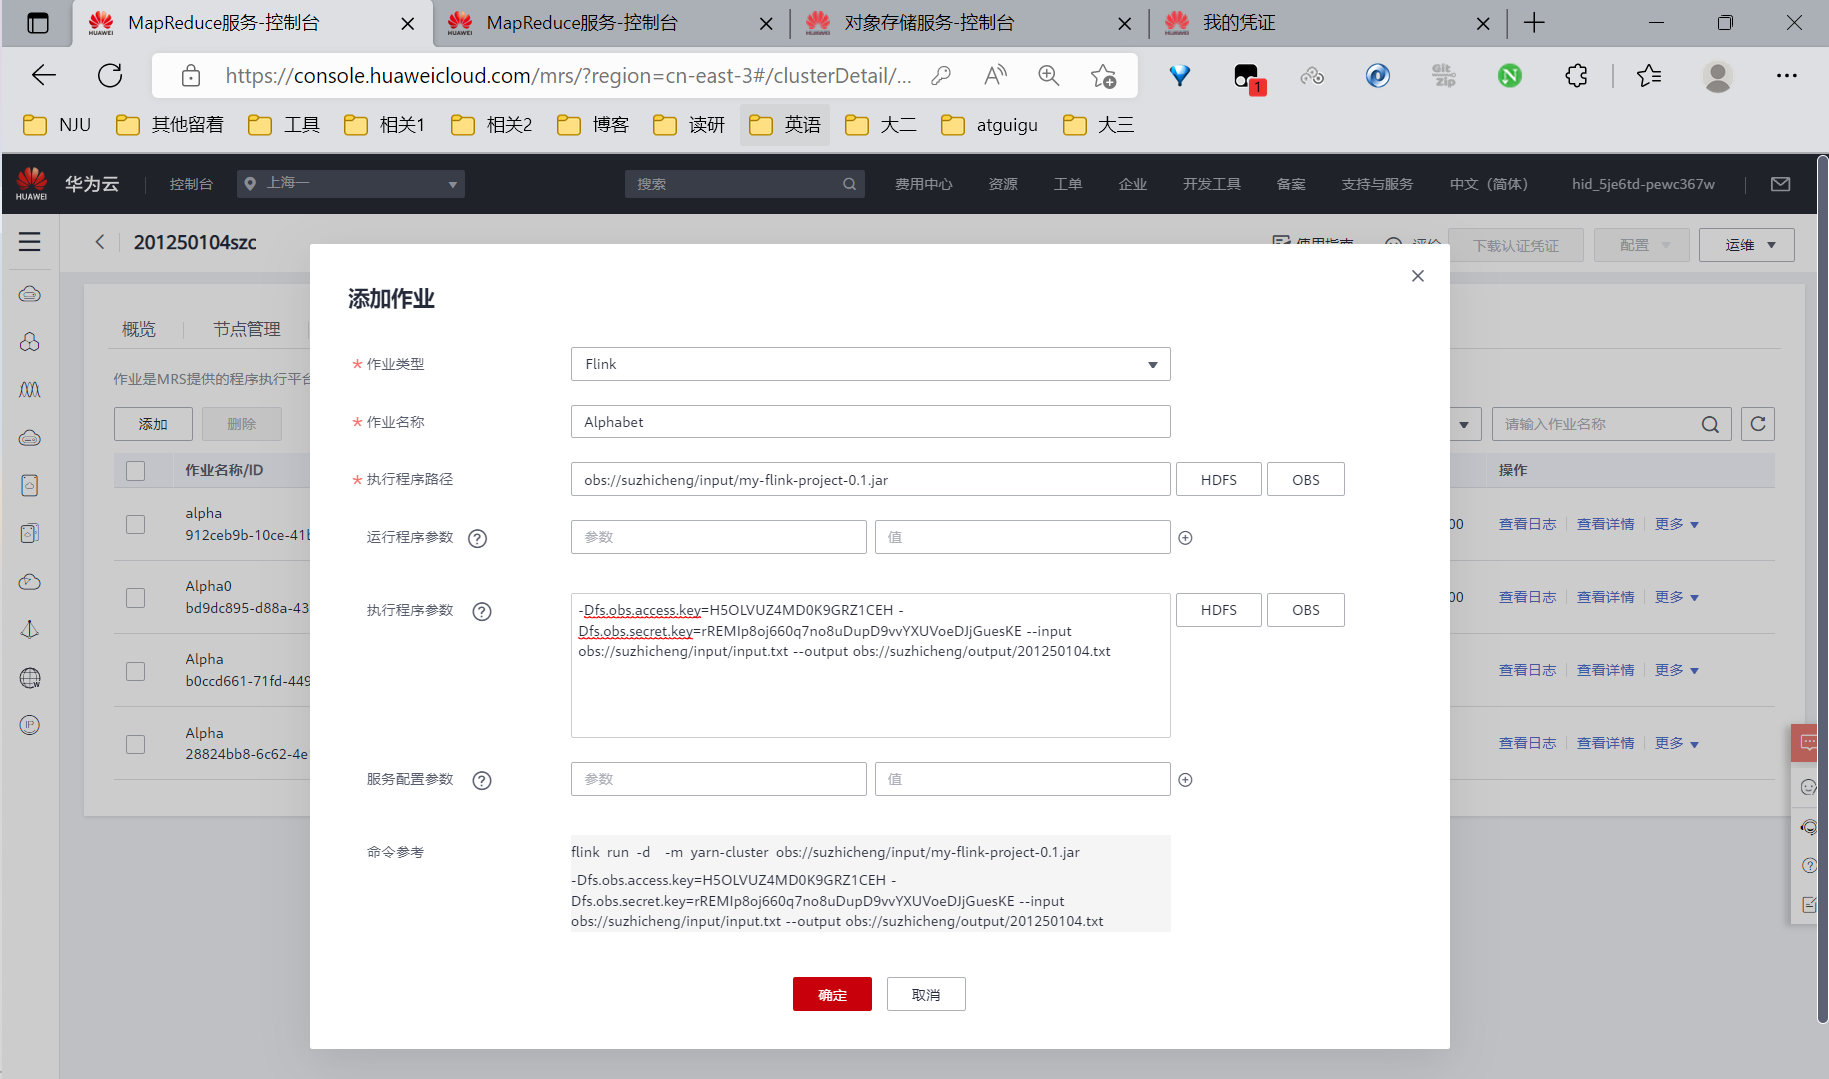 MapReduce服务-控制台
MapReduce服务-控制台
对象存储服务-控制台
我的凭证
https://console.huaweicloud.com/mrs/?region=cn-east-3#/clusterDetail/...
1
NJU
其他留着
工具
相关1
相关2
博客
读研
英语
大二
atguigu
大三
HUAWEI
华为云
控制台
上海一
搜索
费用中心
资源
工单
企业
开发工具
备案
支持与服务
中文（简体）
hid_5je6td-pewc367w
201250104szc
使用指南
评价
下载认证凭证
配置
运维
概览
节点管理
作业是MRS提供的程序执行平台
添加
删除
请输入作业名称
作业名称/ID
操作
alpha
912ceb9b-10ce-41b
00
查看日志
查看详情
更多
Alpha0
bd9dc895-d88a-43
00
查看日志
查看详情
更多
Alpha
b0ccd661-71fd-449
查看日志
查看详情
更多
Alpha
28824bb8-6c62-4e
查看日志
查看详情
更多
添加作业
* 作业类型
Flink
* 作业名称
Alphabet
* 执行程序路径
obs://suzhicheng/input/my-flink-project-0.1.jar
HDFS
OBS
运行程序参数
参数
值
执行程序参数
-Dfs.obs.access.key=H5OLVUZ4MD0K9GRZ1CEH -
Dfs.obs.secret.key=rREMIp8oj660q7no8uDupD9vvYXUVoeDJjGuesKE --input
obs://suzhicheng/input/input.txt --output obs://suzhicheng/output/201250104.txt
HDFS
OBS
服务配置参数
参数
值
命令参考
flink run -d -m yarn-cluster obs://suzhicheng/input/my-flink-project-0.1.jar
-Dfs.obs.access.key=H5OLVUZ4MD0K9GRZ1CEH -
Dfs.obs.secret.key=rREMIp8oj660q7no8uDupD9vvYXUVoeDJjGuesKE --input
obs://suzhicheng/input/input.txt --output obs://suzhicheng/output/201250104.txt
确定
取消